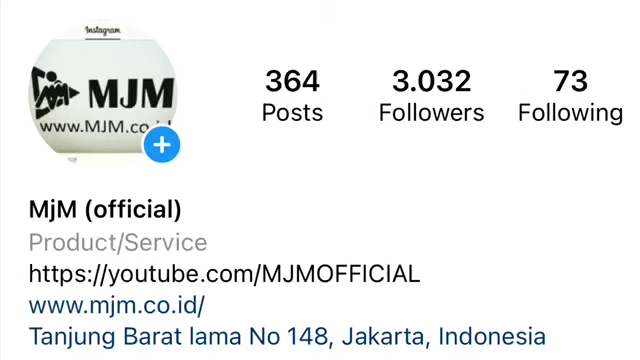 Instagram
MJM
www.MJM.co.id
364 3.032 73
Posts Followers Following
MjM (official)
Product/Service
https://youtube.com/MJMOFFICIAL
www.mjm.co.id/
Tanjung Barat lama No 148, Jakarta, Indonesia